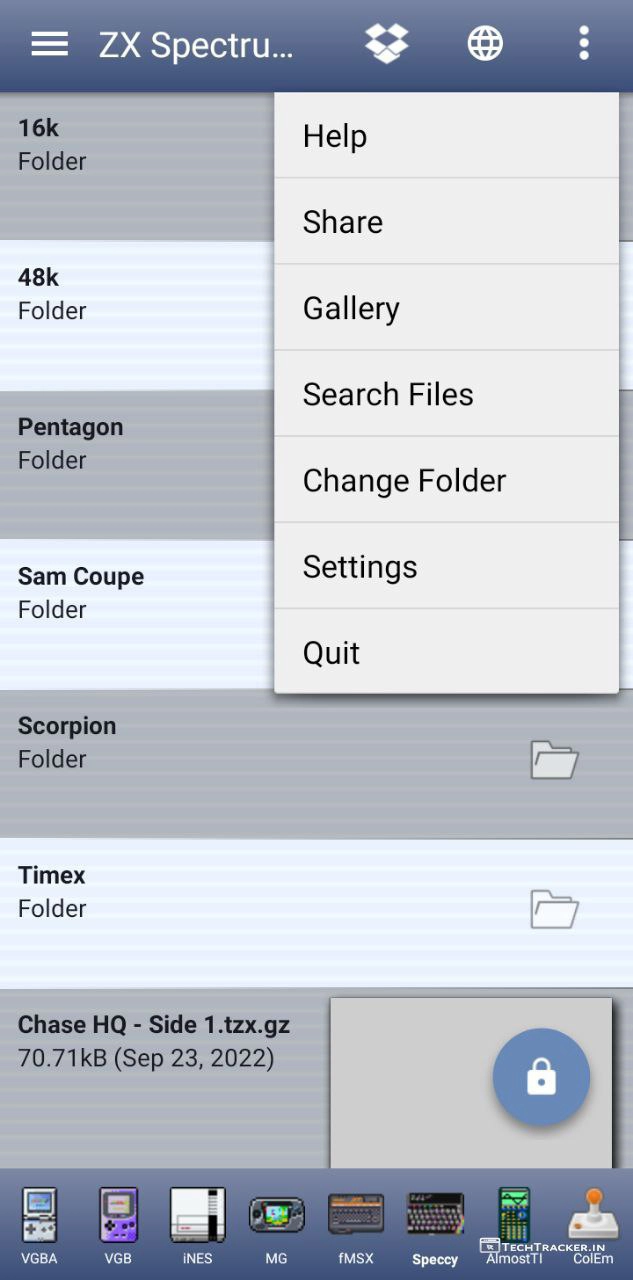 ZX Spectru...
16k
Folder
48k
Folder
Pentagon
Folder
Sam Coupe
Folder
Scorpion
Folder
Timex
Folder
Chase HQ - Side 1.tzx.gz
70.71kB (Sep 23, 2022)
Help
Share
Gallery
Search Files
Change Folder
Settings
Quit
VGBA
VGB
iNES
MG
fMSX
Speccy
AlmostTI
ColEm
TechTracker.in